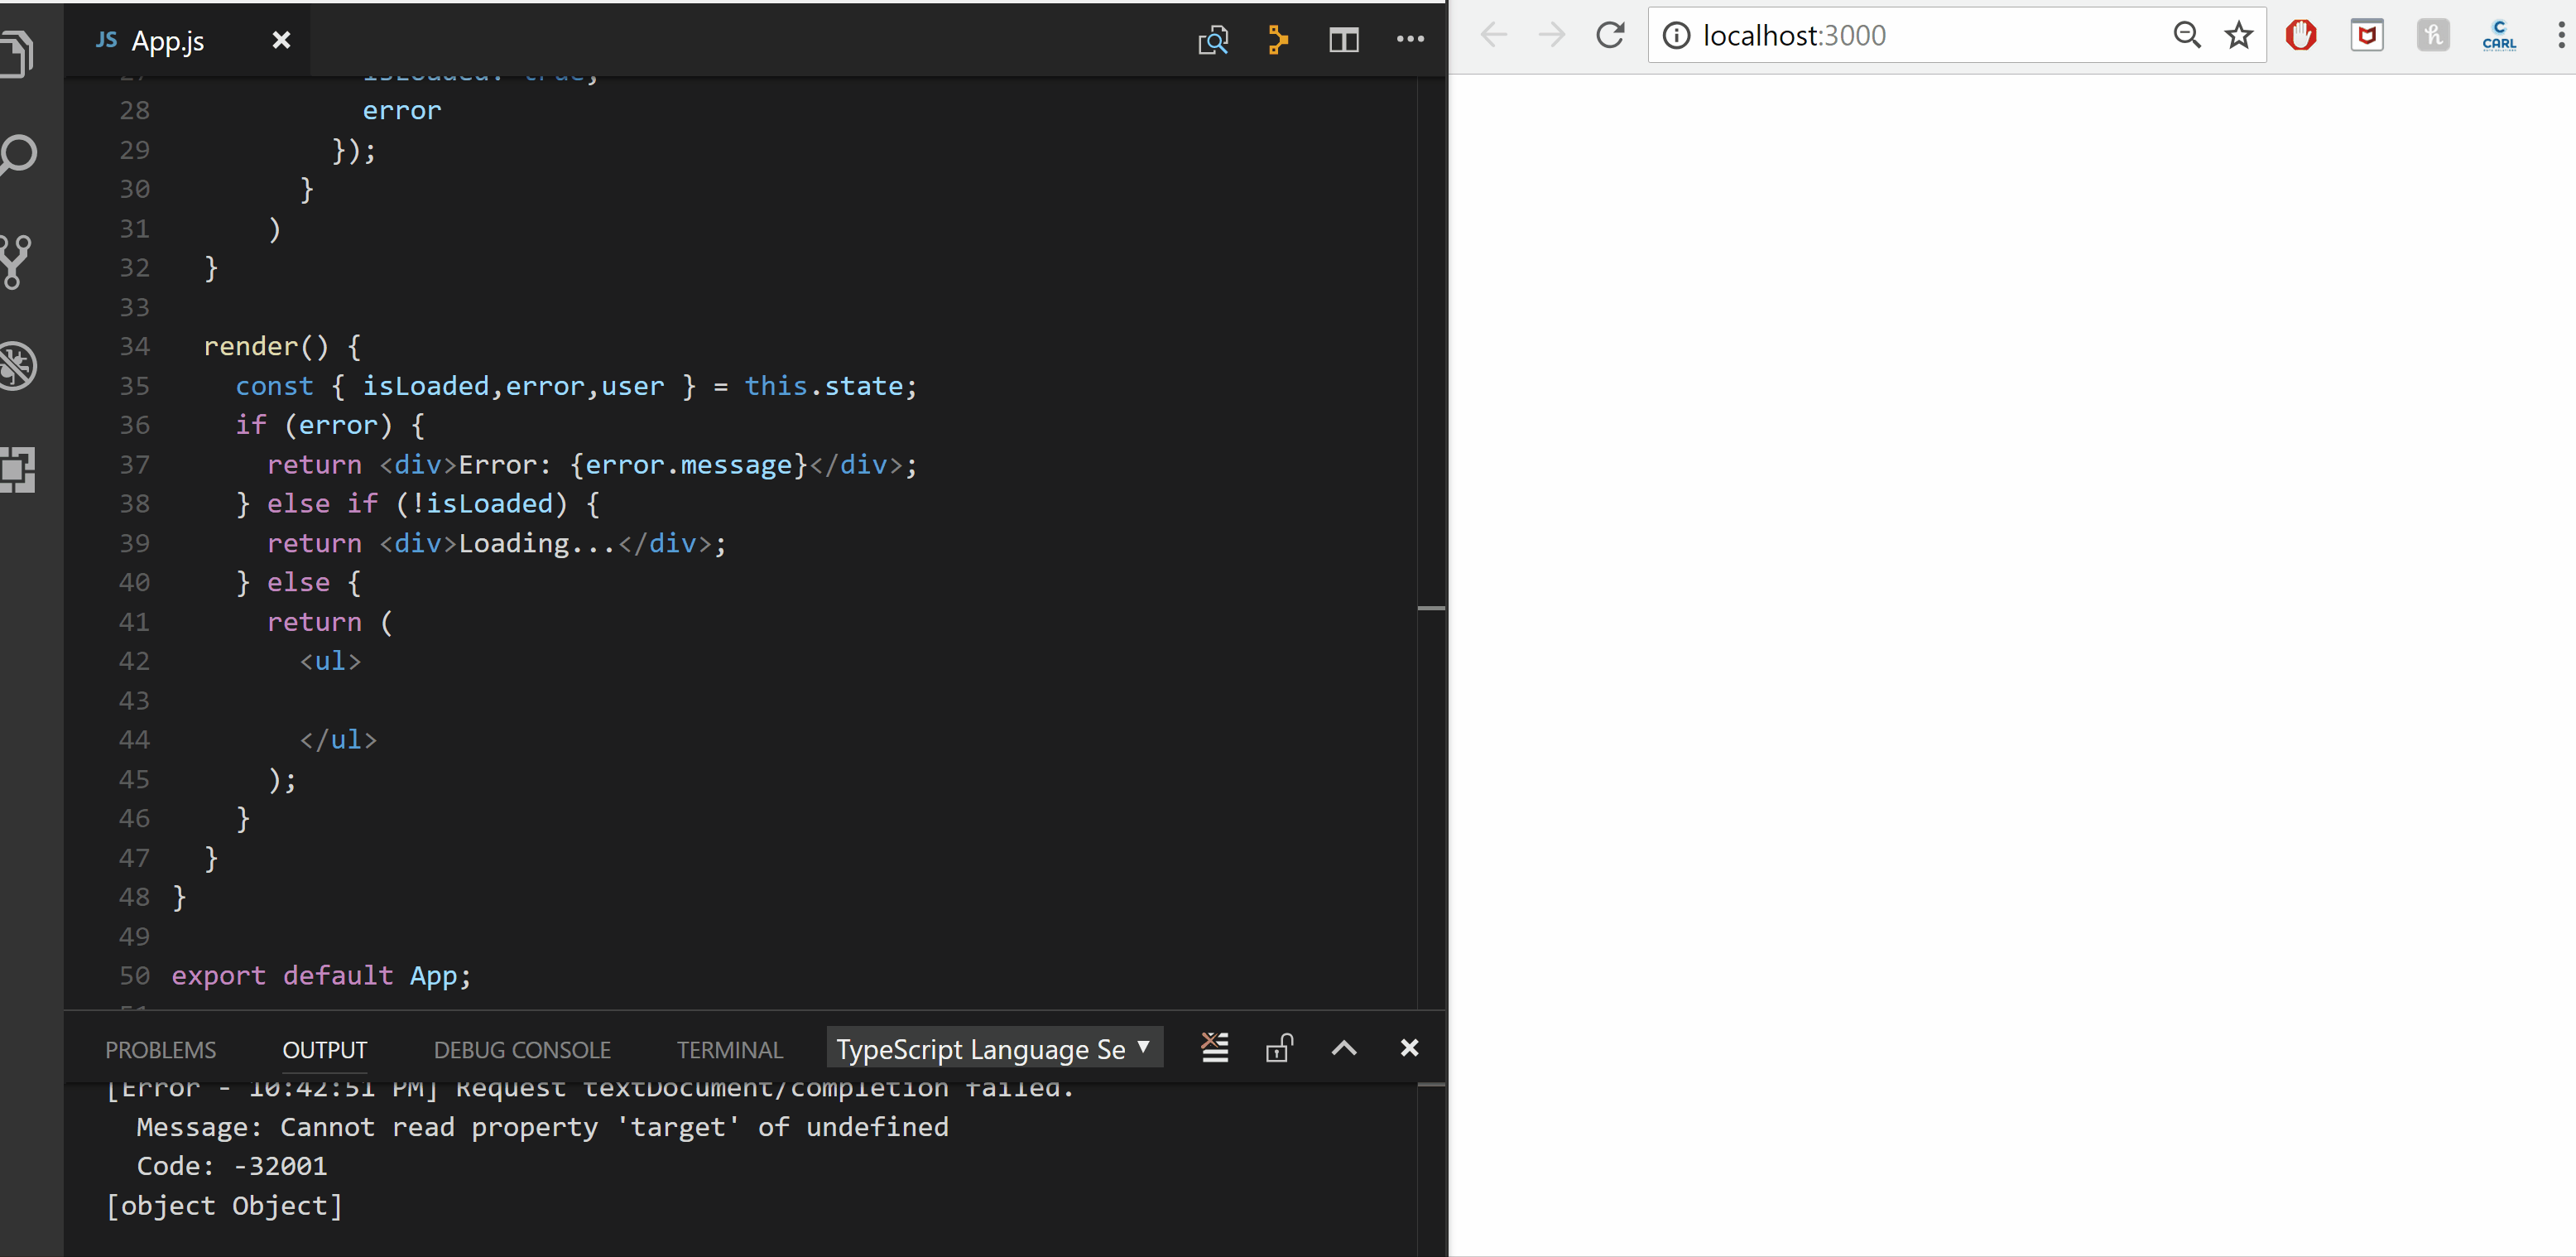 JS App.js
27 isLoaded: true,
28 error
29 });
30 }
31 )
32 }
33
34 render() {
35 const { isLoaded,error,user } = this.state;
36 if (error) {
37 return <div>Error: {error.message}</div>;
38 } else if (!isLoaded) {
39 return <div>Loading...</div>;
40 } else {
41 return (
42 <ul>
43
44 </ul>
45 );
46 }
47 }
48 }
49
50 export default App;
51
PROBLEMS OUTPUT DEBUG CONSOLE TERMINAL TypeScript Language Se
[Error - 10:42:51 PM] Request textDocument/completion failed.
Message: Cannot read property 'target' of undefined
Code: -32001
[object Object]
localhost:3000
h
C
CARL